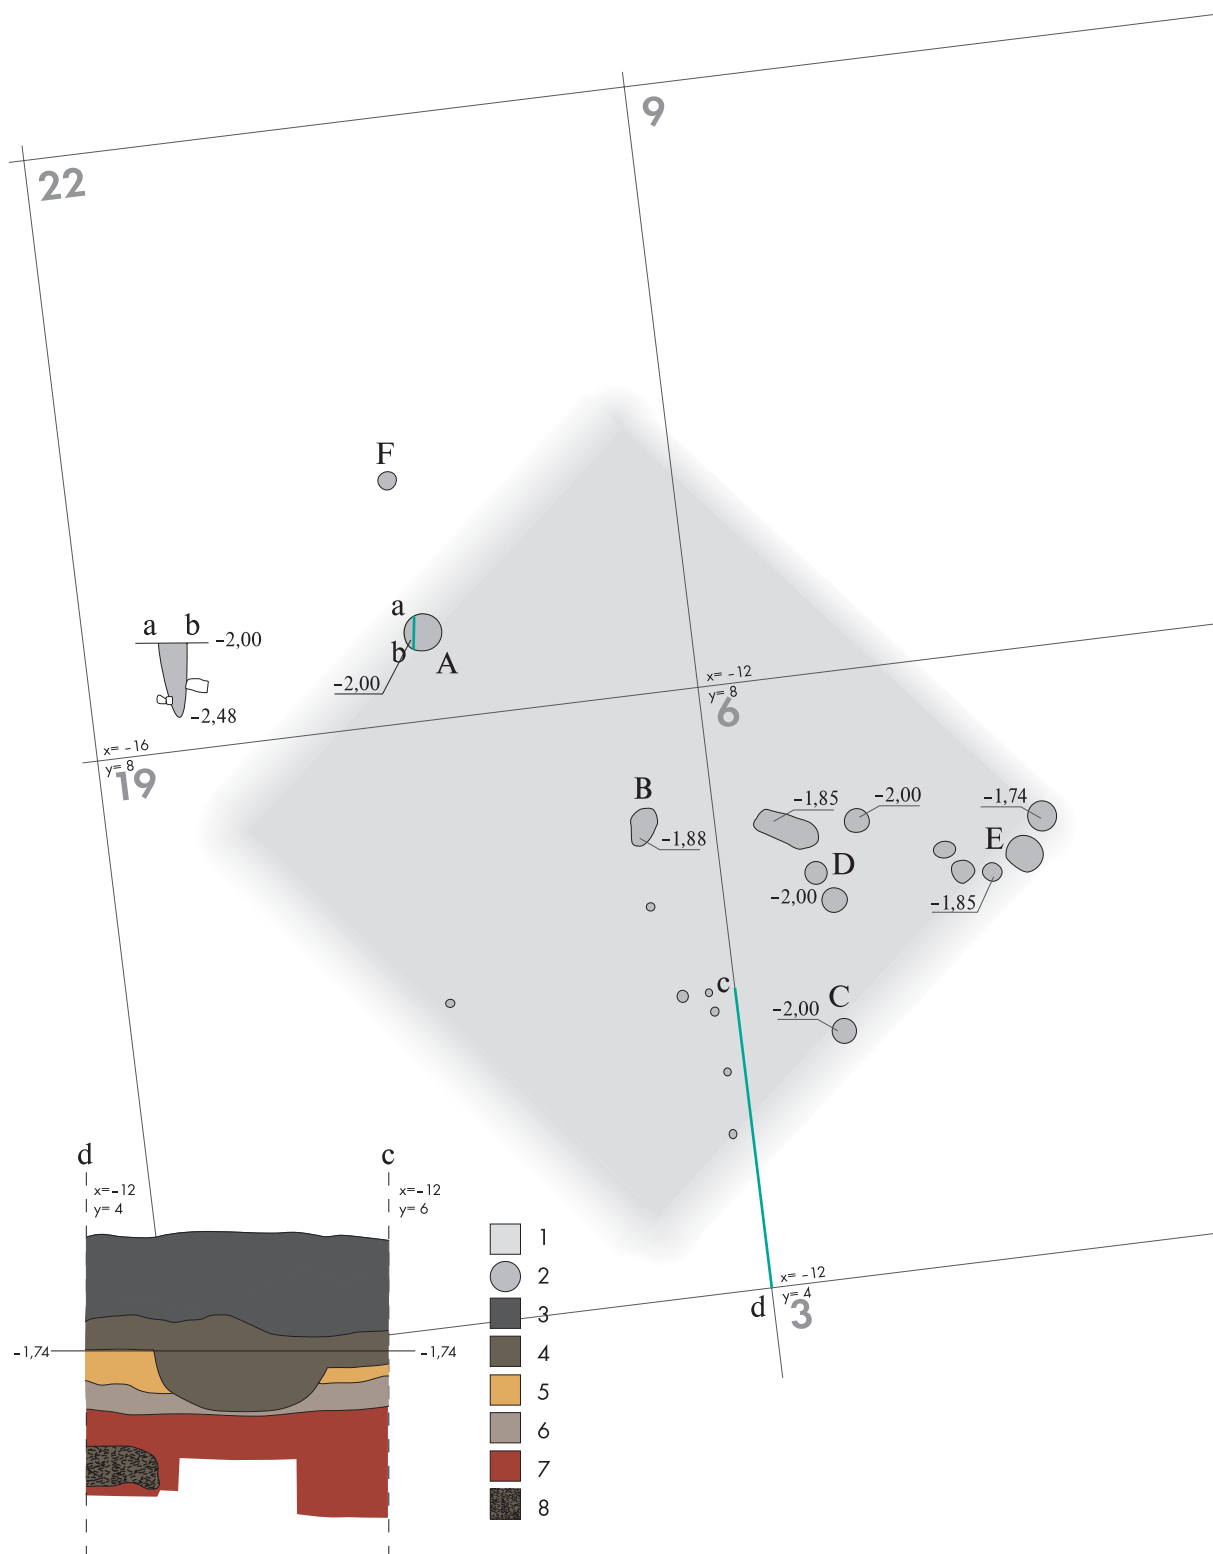 9
22
F
a
a b
−2,00
b
A
−2,00
−2,48
x= −12
y= 8
6
x= −16
y= 8
19
B
−1,85
−2,00
−1,74
−1,88
E
D
−2,00
−1,85
c
C
−2,00
d
c
x=−12
y= 4
x=−12
y= 6
1
x= −12
y= 4
2
d
3
3
−1,74
−1,74
4
5
6
7
8